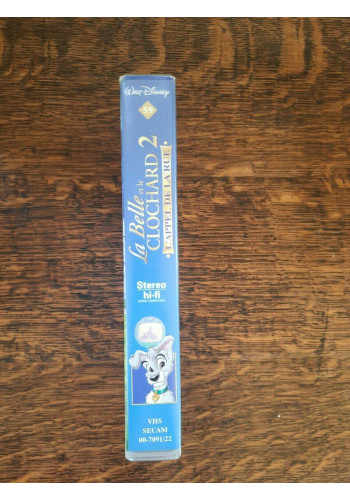 WALT DISNEY
59
La Belle et le
CLOCHARD 2
• L'APPEL DE LA RUE •
Stereo
hi-fi
VHS
SECAM
00-7091/22